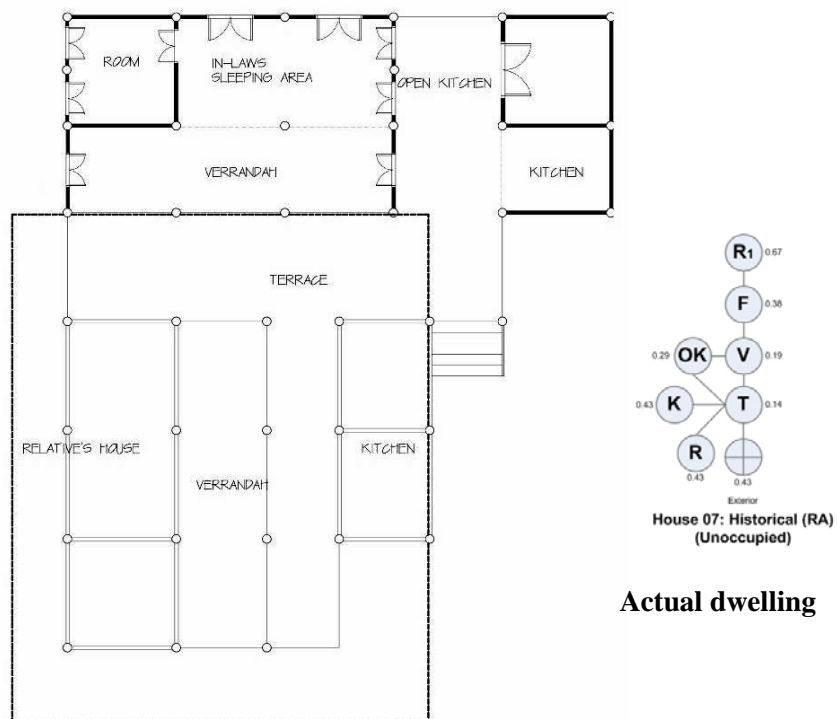 ROOM
IN-LAWS
SLEEPING AREA
OPEN KITCHEN
VERRANDAH
KITCHEN
TERRACE
RELATIVE'S HOUSE
VERRANDAH
KITCHEN
R1 0.67
F 0.38
0.29 OK V 0.19
0.43 K T 0.14
R
0.43 0.43
Exterior
House 07: Historical (RA)
(Unoccupied)
Actual dwelling